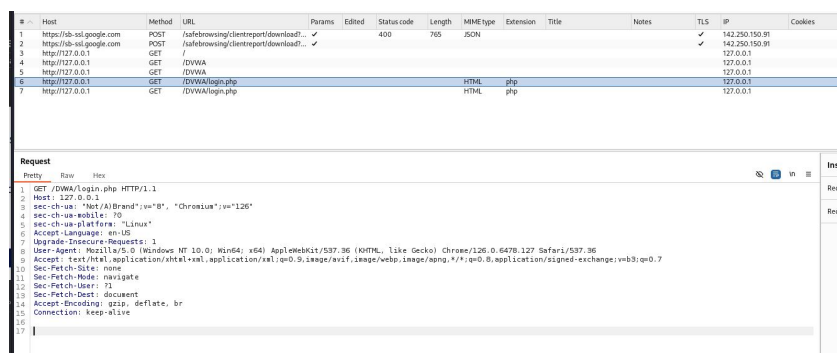 # Host Method URL Params Edited Status code Length MIME type Extension Title Notes TLS IP Cookies
1 https://sb-ssl.google.com POST /safebrowsing/clientreport/download?... ✓ 400 765 JSON ✓ 142.250.150.91
2 https://sb-ssl.google.com POST /safebrowsing/clientreport/download?... ✓ ✓ 142.250.150.91
3 http://127.0.0.1 GET / 127.0.0.1
4 http://127.0.0.1 GET /DVWA 127.0.0.1
5 http://127.0.0.1 GET /DVWA 127.0.0.1
6 http://127.0.0.1 GET /DVWA/login.php HTML php 127.0.0.1
7 http://127.0.0.1 GET /DVWA/login.php HTML php 127.0.0.1
Request Ins
Pretty Raw Hex \n Rec
1 GET /DVWA/login.php HTTP/1.1
2 Host: 127.0.0.1 Rec
3 sec-ch-ua: "Not/A)Brand";v="8", "Chromium";v="126"
4 sec-ch-ua-mobile: ?0
5 sec-ch-ua-platform: "Linux"
6 Accept-Language: en-US
7 Upgrade-Insecure-Requests: 1
8 User-Agent: Mozilla/5.0 (Windows NT 10.0; Win64; x64) AppleWebKit/537.36 (KHTML, like Gecko) Chrome/126.0.6478.127 Safari/537.36
9 Accept: text/html,application/xhtml+xml,application/xml;q=0.9,image/avif,image/webp,image/apng,*/*;q=0.8,application/signed-exchange;v=b3;q=0.7
10 Sec-Fetch-Site: none
11 Sec-Fetch-Mode: navigate
12 Sec-Fetch-User: ?1
13 Sec-Fetch-Dest: document
14 Accept-Encoding: gzip, deflate, br
15 Connection: keep-alive
16
17